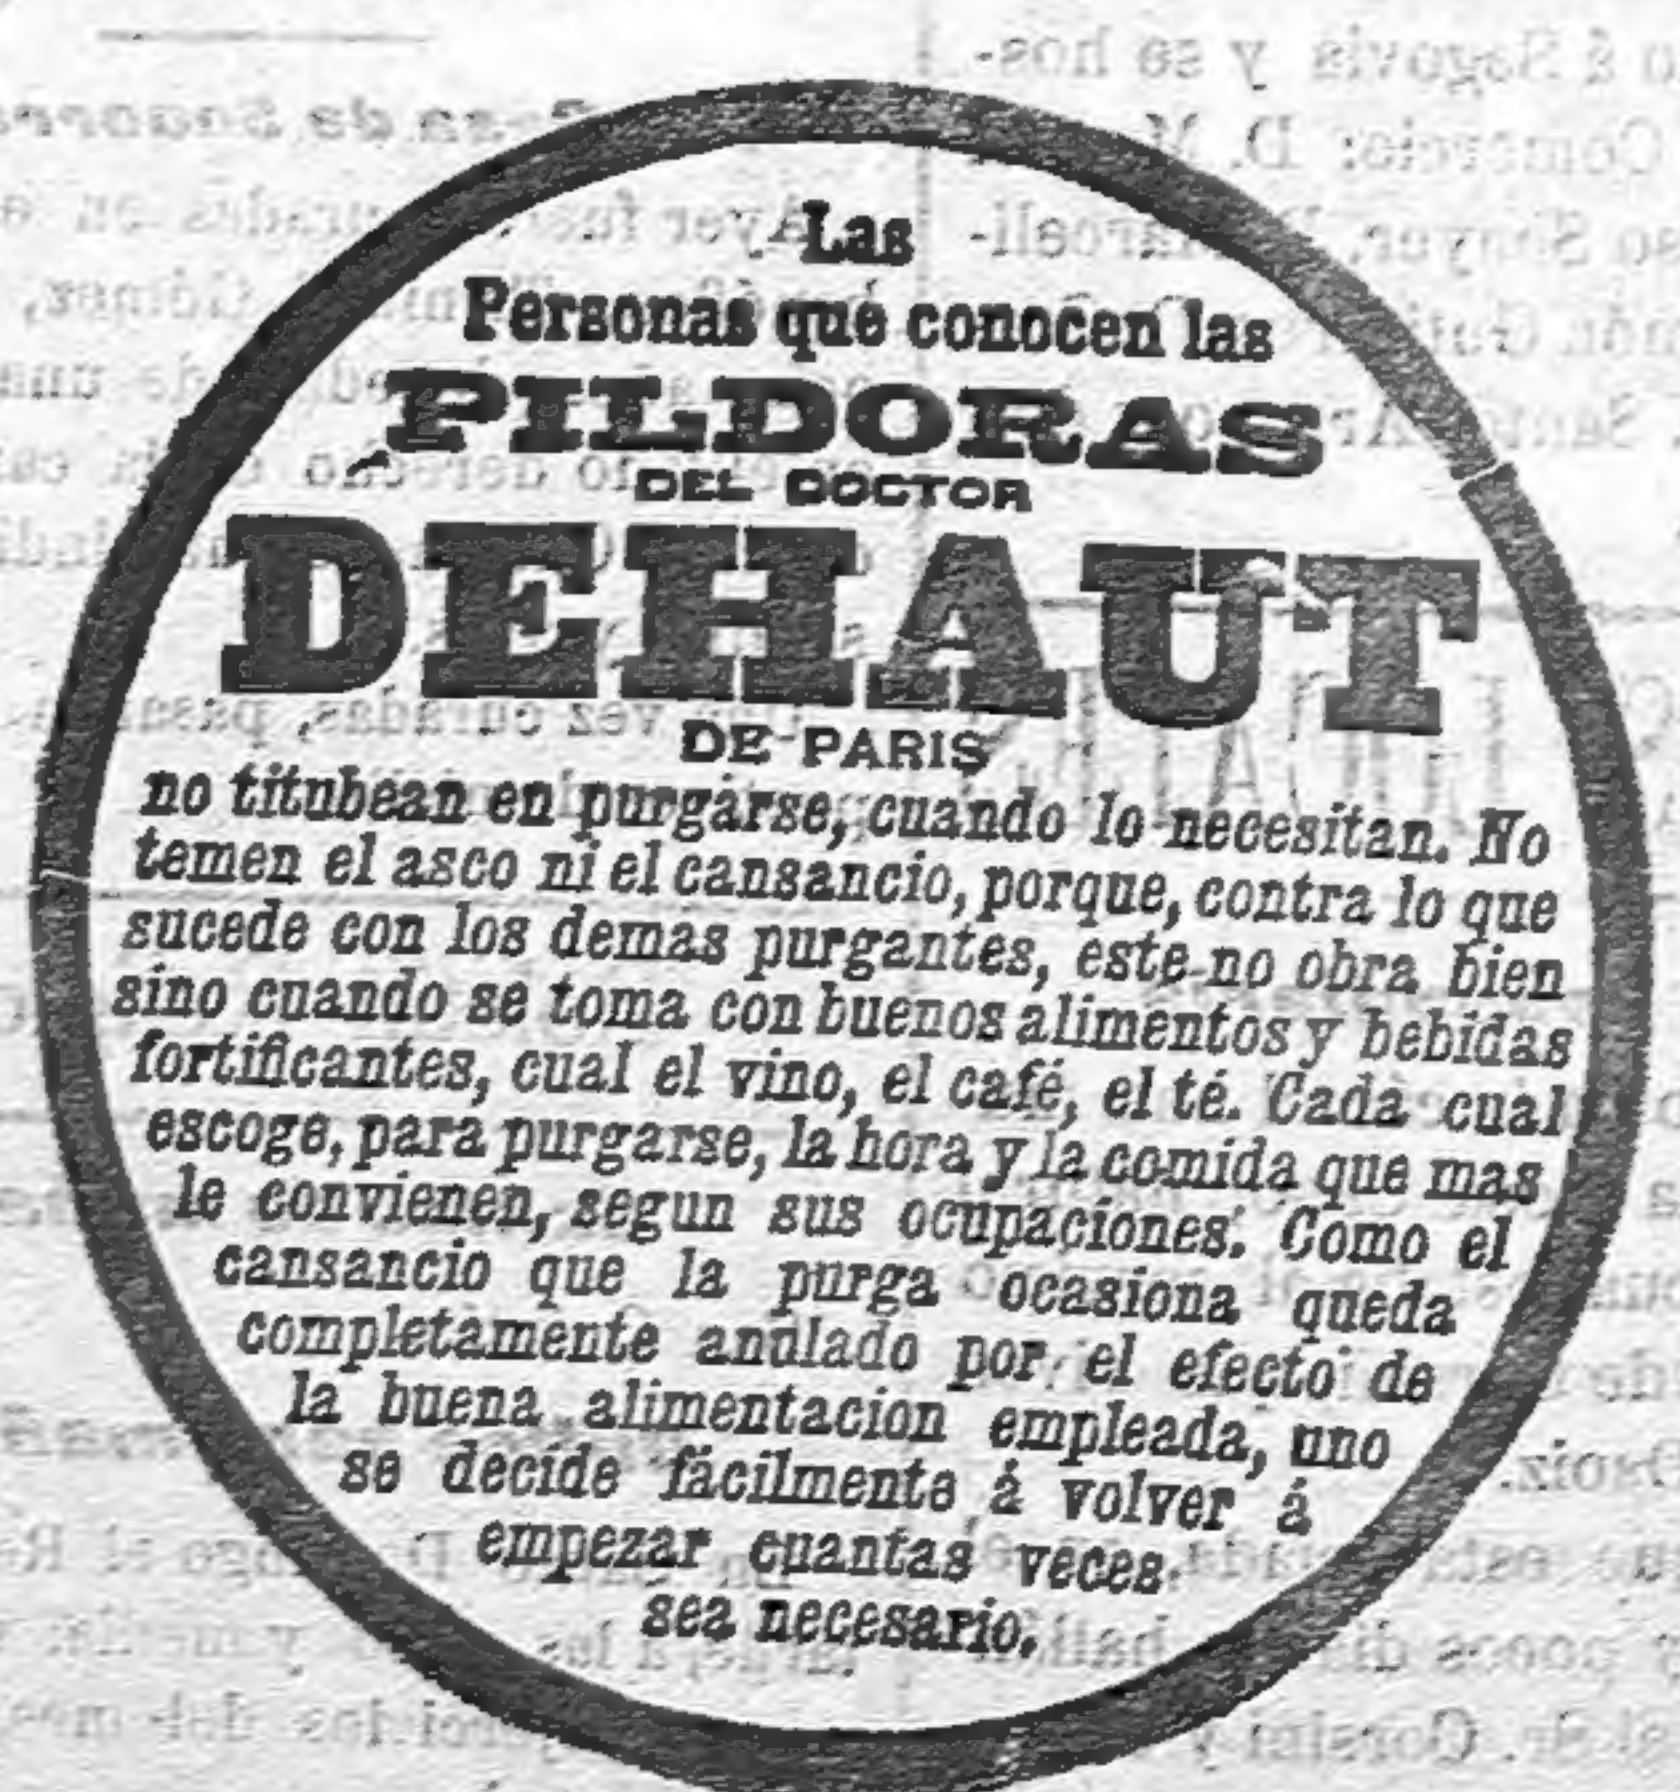 Las
Personas que conocen las
PILDORAS
DEL DOCTOR
DEHAUT
DE PARIS
no titubean en purgarse, cuando lo necesitan. No
temen el asco ni el cansancio, porque, contra lo que
sucede con los demas purgantes, este no obra bien
sino cuando se toma con buenos alimentos y bebidas
fortificantes, cual el vino, el café, el té. Cada cual
escoge, para purgarse, la hora y la comida que mas
le convienen, segun sus ocupaciones. Como el
cansancio que la purga ocasiona queda
completamente anulado por el efecto de
la buena alimentacion empleada, uno
se decide fácilmente á volver á
empezar cuantas veces
sea necesario.